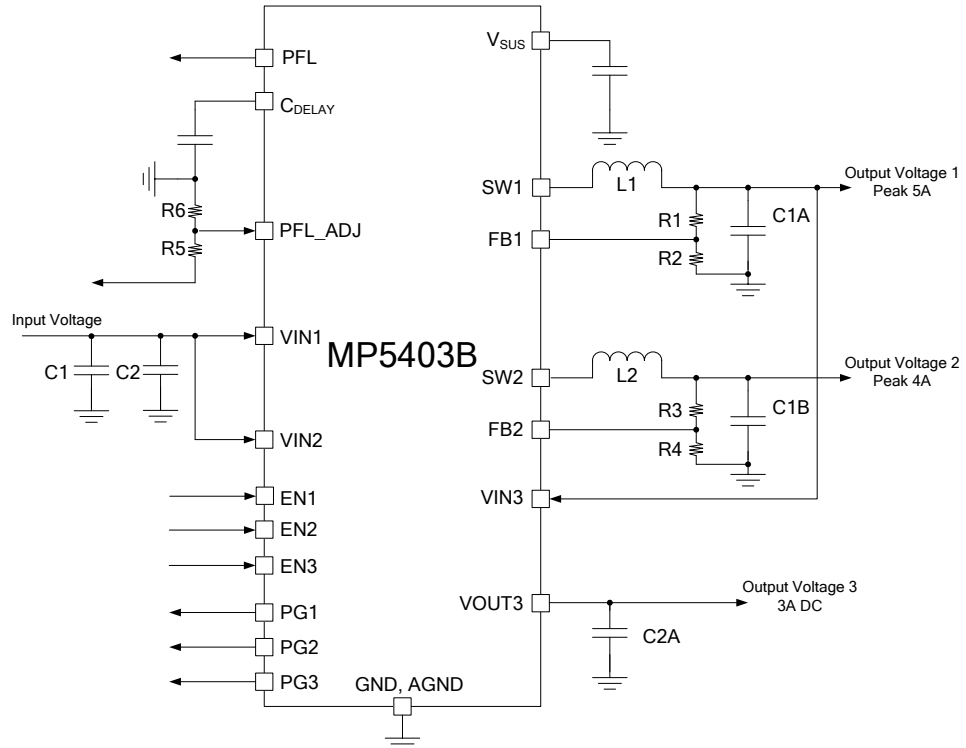 PFL
C_DELAY
R6
PFL_ADJ
R5
Input Voltage
VIN1
C1
C2
VIN2
EN1
EN2
EN3
PG1
PG2
PG3
GND, AGND
MP5403B
V_SUS
SW1
L1
Output Voltage 1
Peak 5A
R1
C1A
FB1
R2
SW2
L2
Output Voltage 2
Peak 4A
R3
C1B
FB2
R4
VIN3
VOUT3
Output Voltage 3
3A DC
C2A